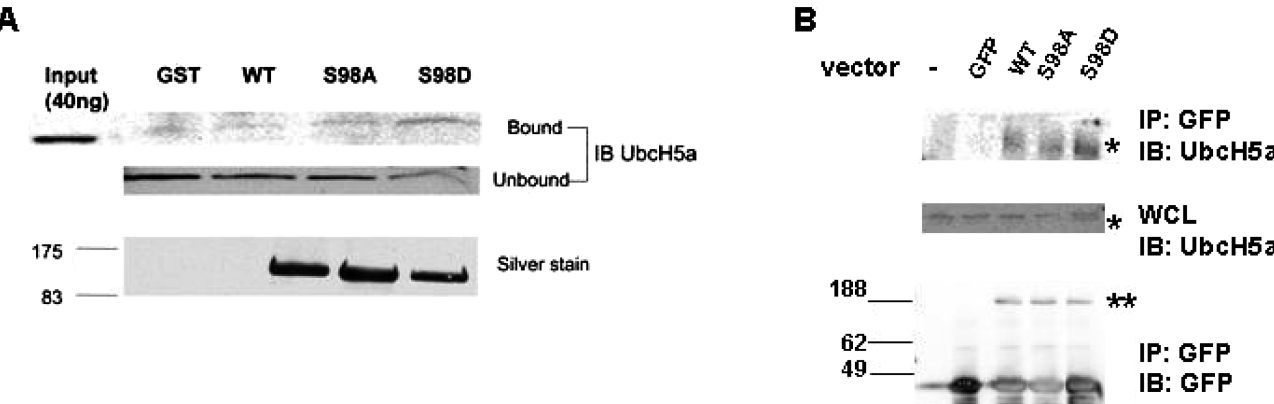 A
Input
(40ng)
GST WT S98A S98D
Bound
IB UbcH5a
Unbound
175
83
Silver stain
B
vector - GFP WT S98A S98D
IP: GFP
* IB: UbcH5a
* WCL
IB: UbcH5a
188
**
62
49
IP: GFP
IB: GFP